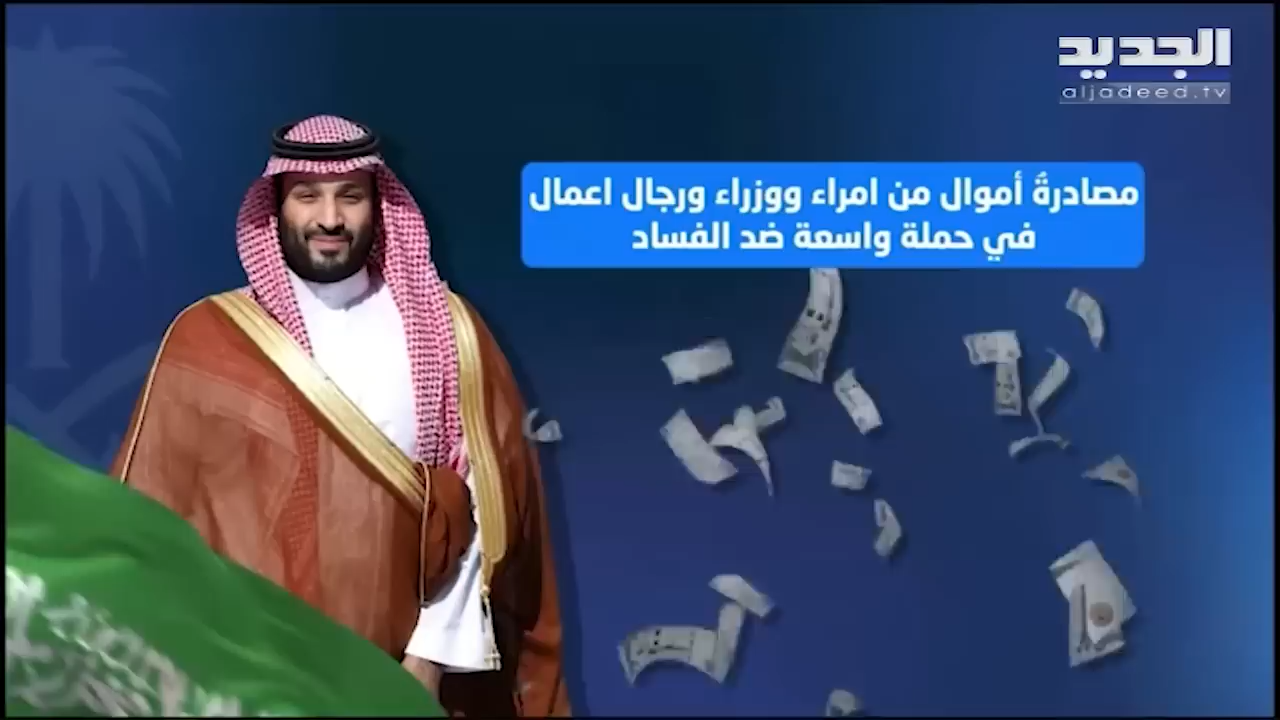 الجديد
aljadeed.tv
مصادرةُ أموال من امراء ووزراء ورجال اعمال
في حملة واسعة ضد الفساد